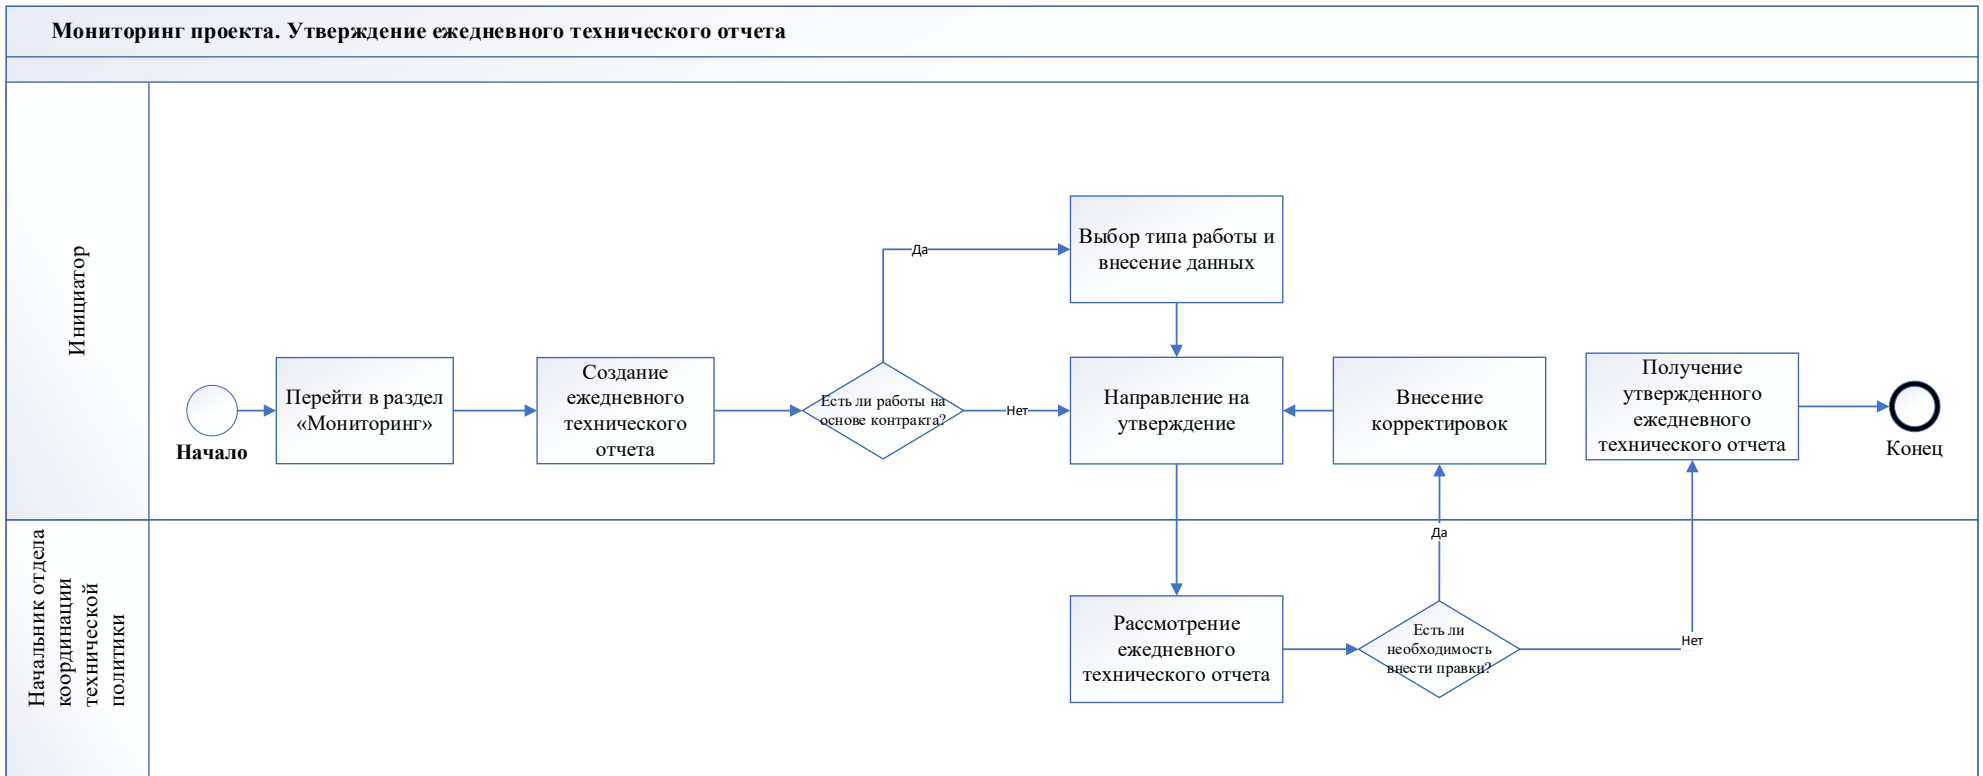 Мониторинг проекта. Утверждение ежедневного технического отчета
Инициатор
Начало
Перейти в раздел
«Мониторинг»
Создание
ежедневного
технического
отчета
Есть ли работы на
основе контракта?
Да
Нет
Выбор типа работы и
внесение данных
Направление на
утверждение
Внесение
корректировок
Получение
утвержденного
ежедневного
технического отчета
Конец
Начальник отдела
координации
технической
политики
Рассмотрение
ежедневного
технического отчета
Есть ли
необходимость
внести правки?
Да
Нет